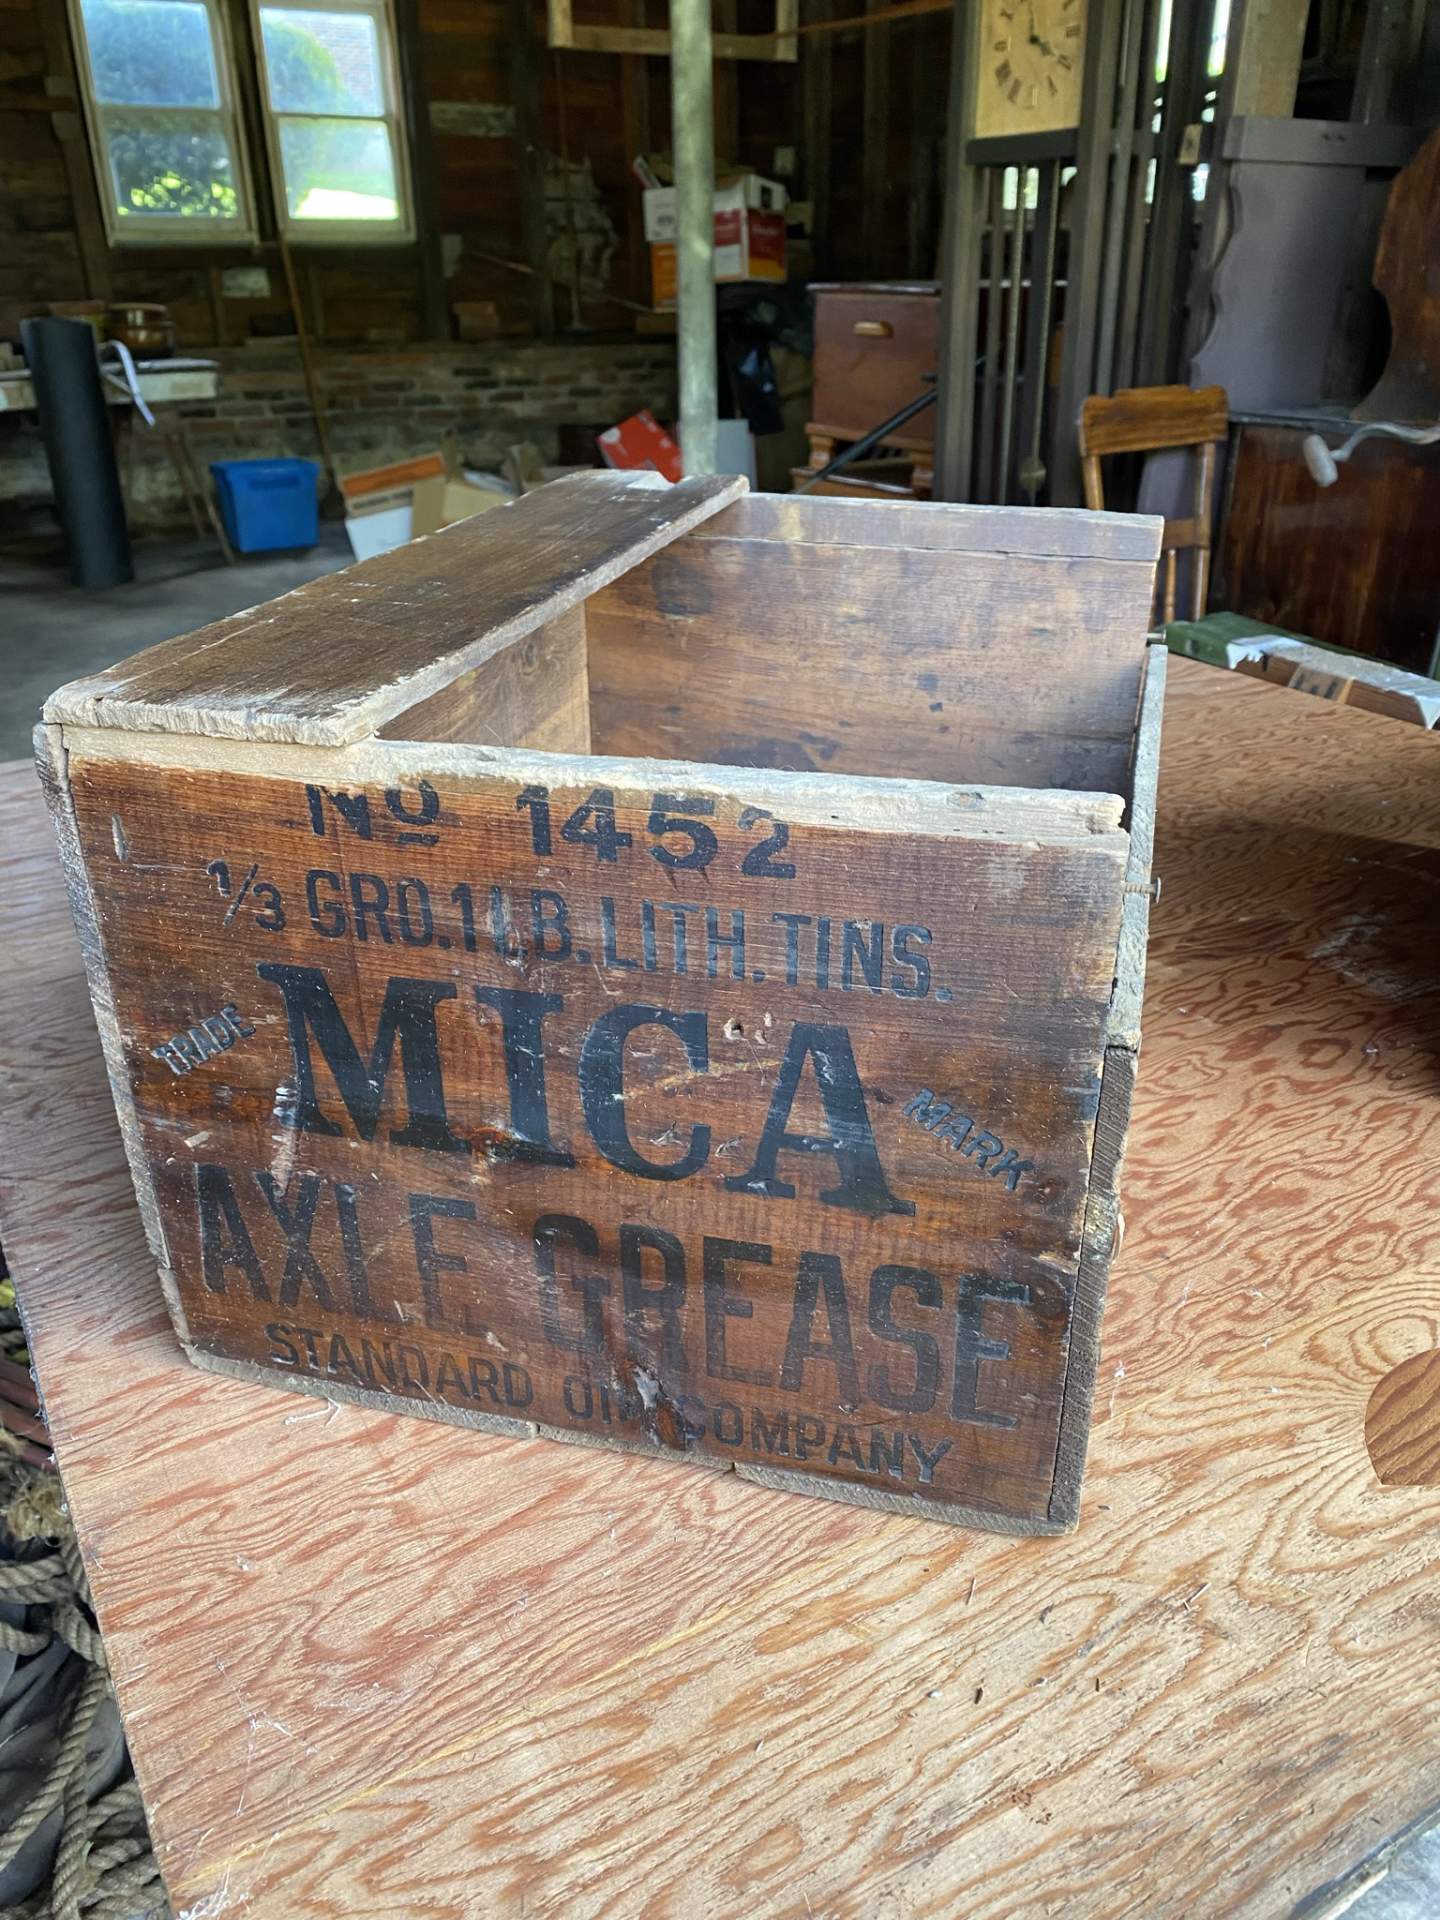 No 1452
1/3 GRO. 1 LB. LITH. TINS.
TRADE MICA MARK
AXLE GREASE
STANDARD OIL COMPANY